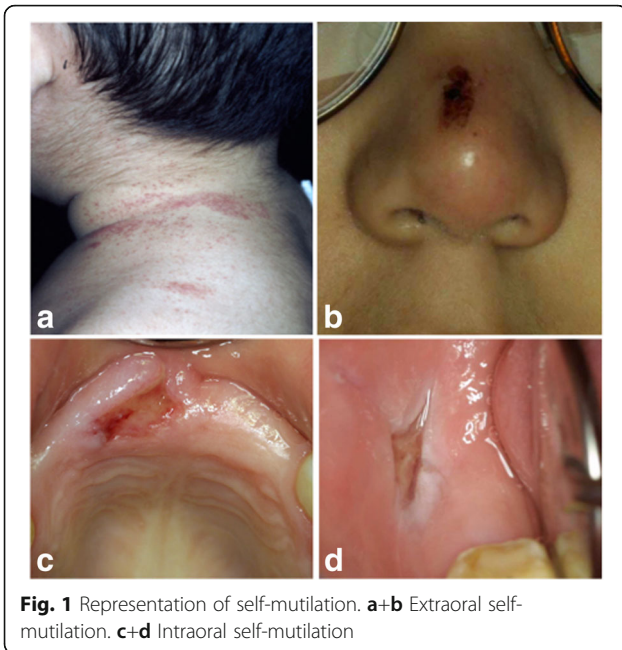 a
b
c
d
Fig. 1 Representation of self-mutilation. a+b Extraoral self-
mutilation. c+d Intraoral self-mutilation